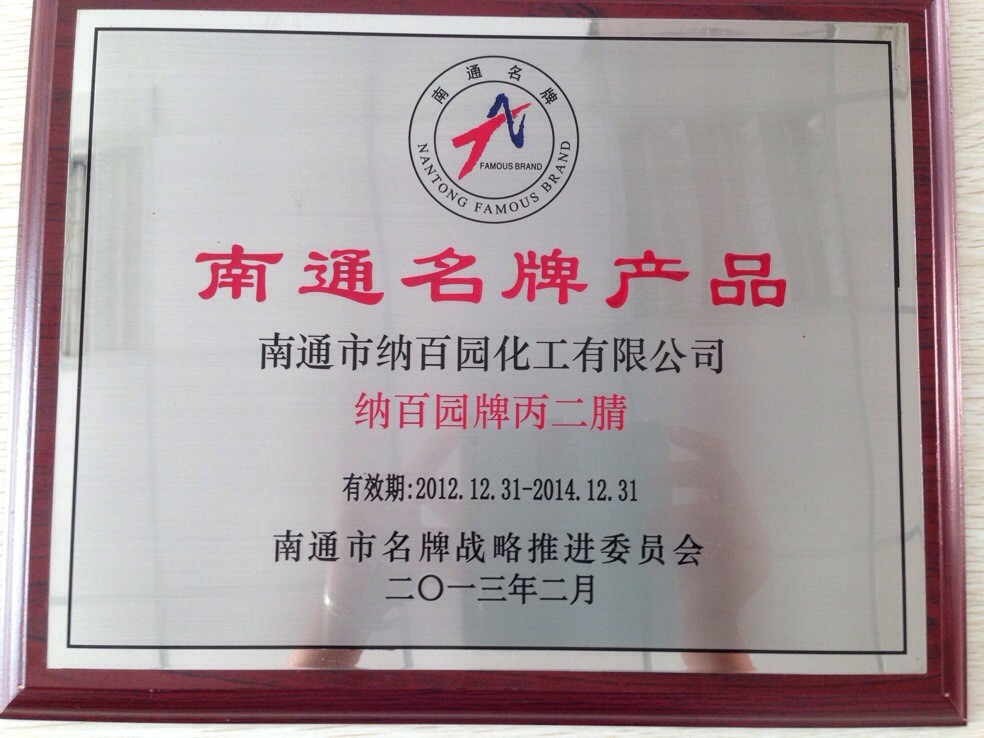 南通名牌
FAMOUS BRAND
NANTONG FAMOUS BRAND
南通名牌产品
南通市纳百园化工有限公司
纳百园牌丙二腈
有效期:2012.12.31-2014.12.31
南通市名牌战略推进委员会
二〇一三年二月